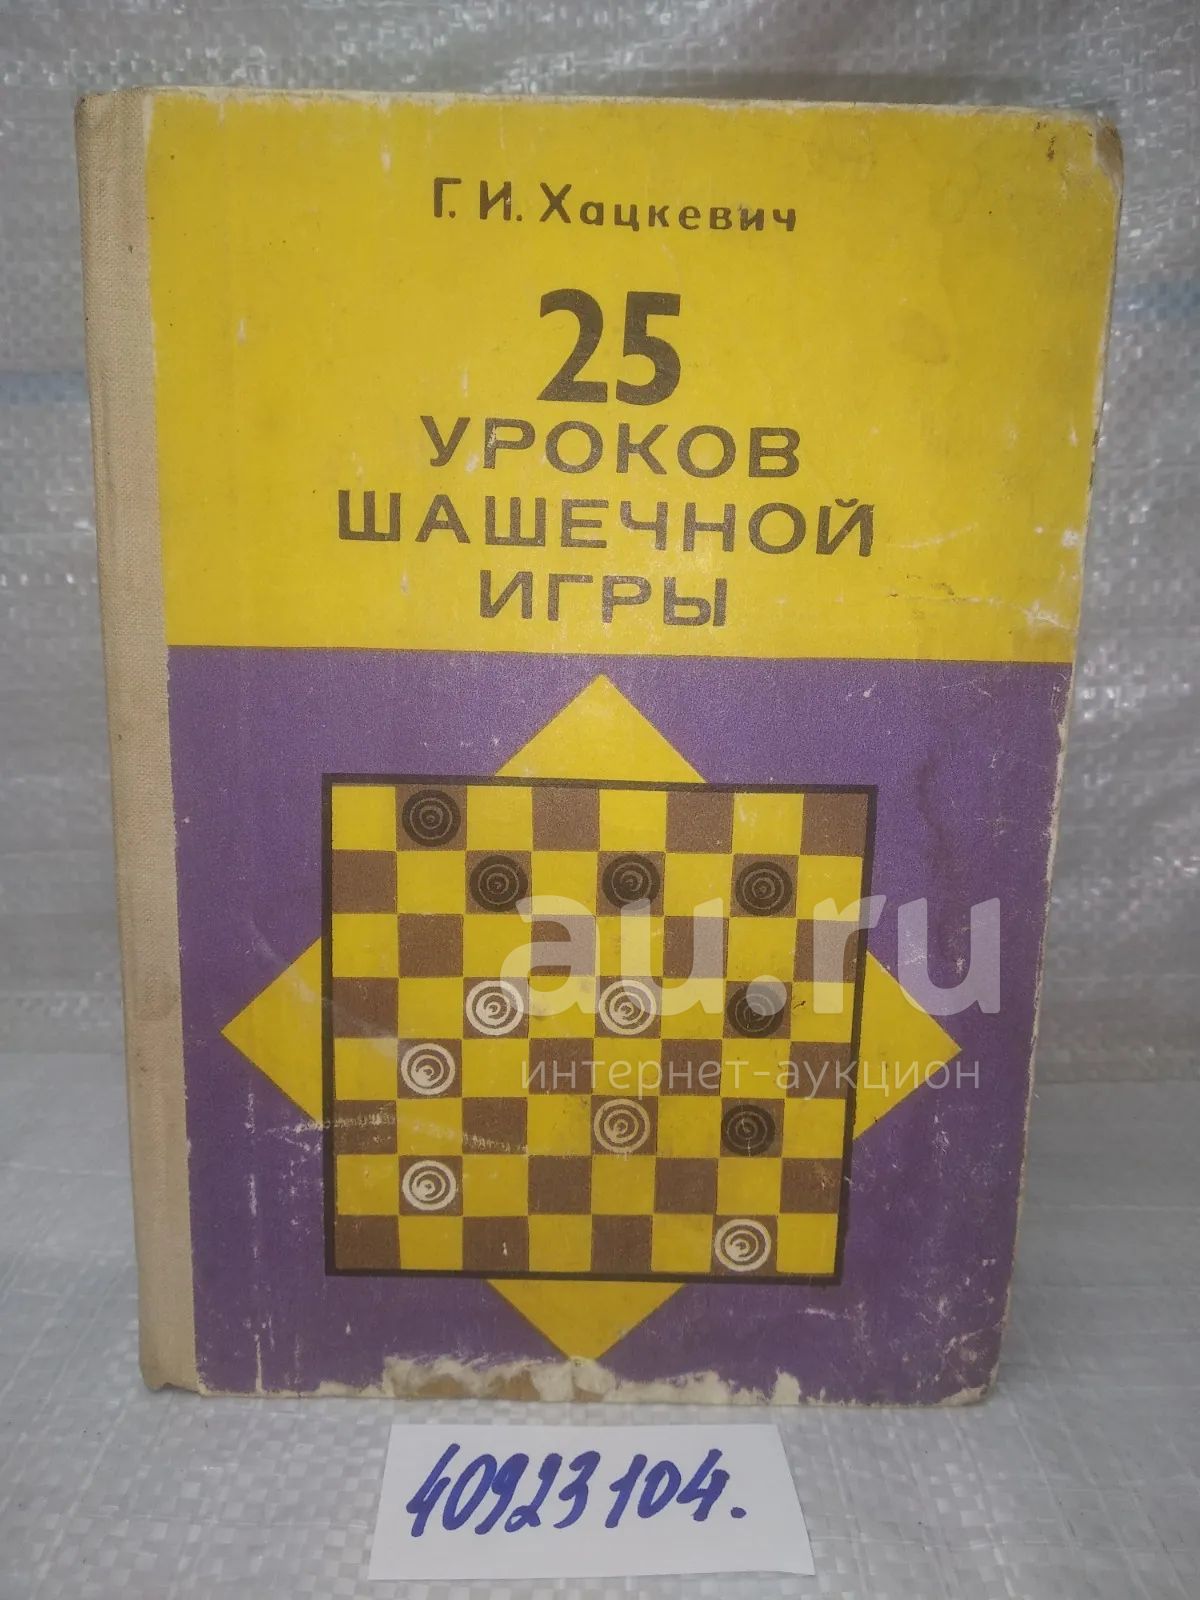 Г. И. Хацкевич
25
УРОКОВ
ШАШЕЧНОЙ
ИГРЫ
au.ru
интернет-аукцион
40923104.